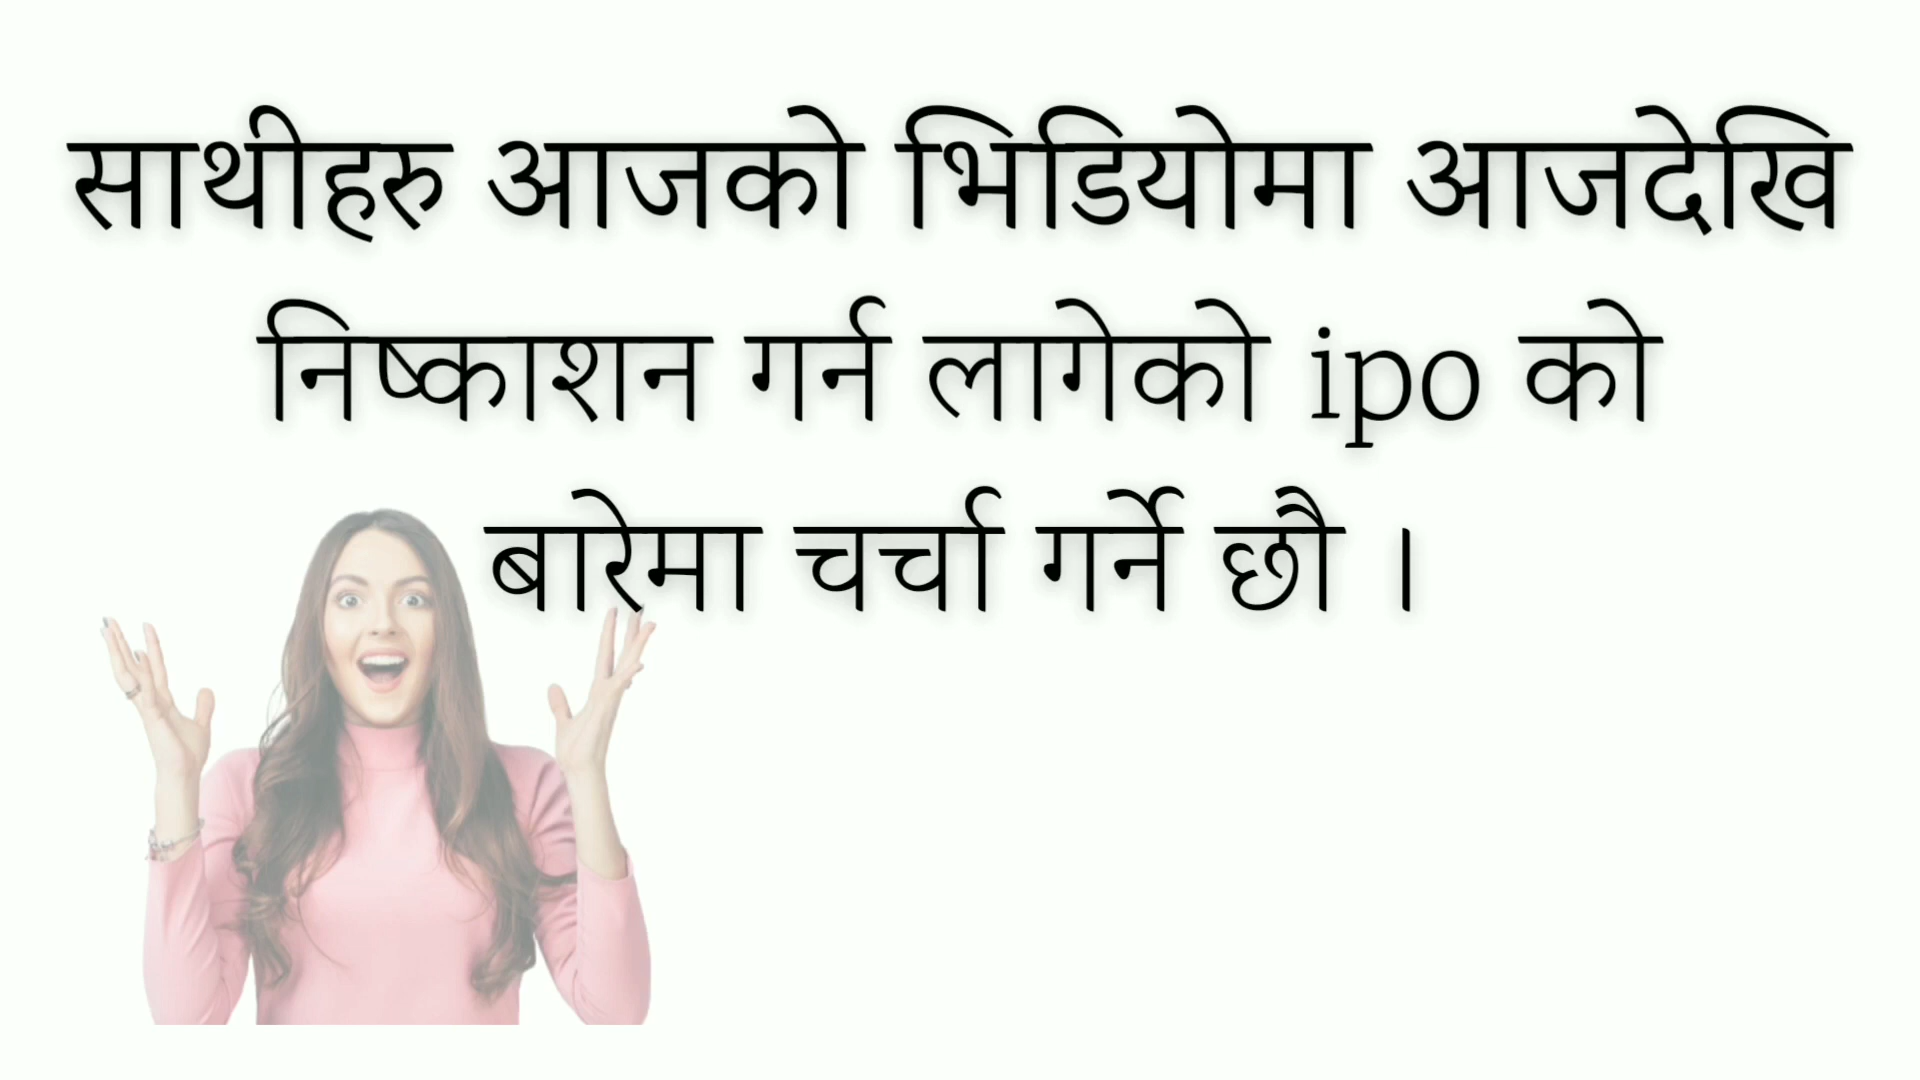 साथीहरु आजको भिडियोमा आजदेखि
निष्काशन गर्न लागेको ipo को
बारेमा चर्चा गर्ने छौ ।